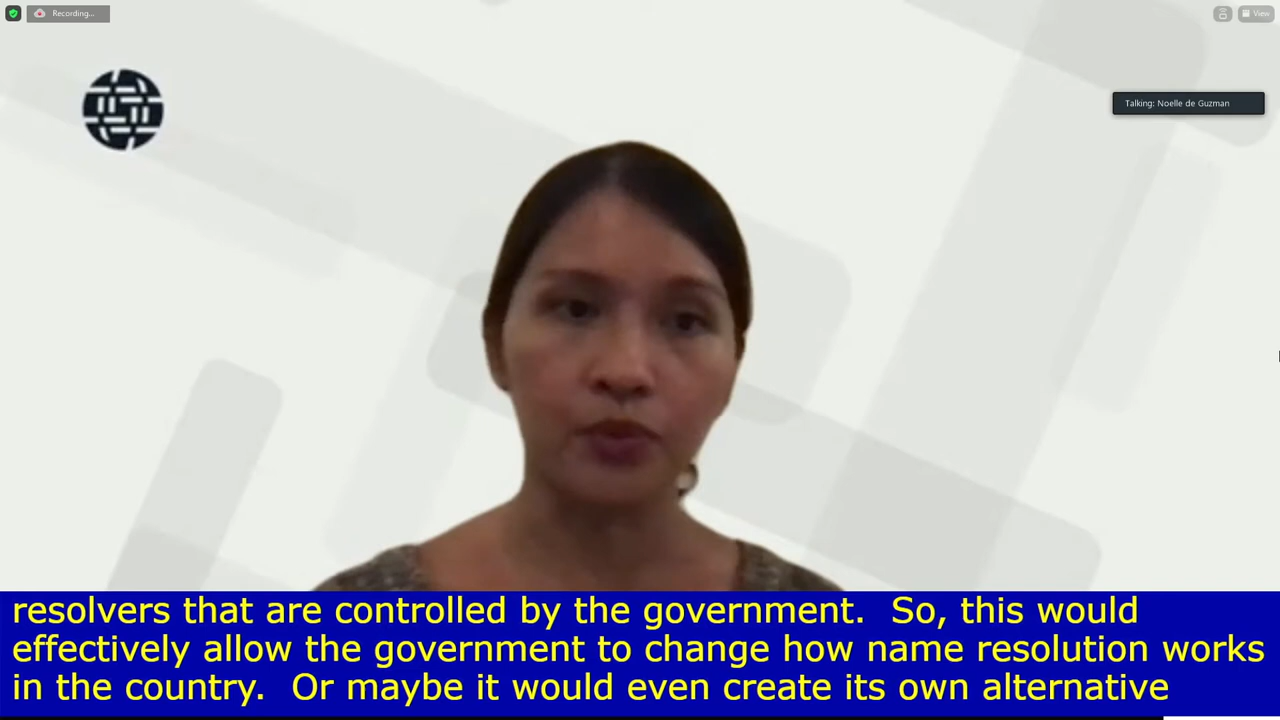 Recording...
View
Talking: Noelle de Guzman
resolvers that are controlled by the government.  So, this would
effectively allow the government to change how name resolution works
in the country.  Or maybe it would even create its own alternative